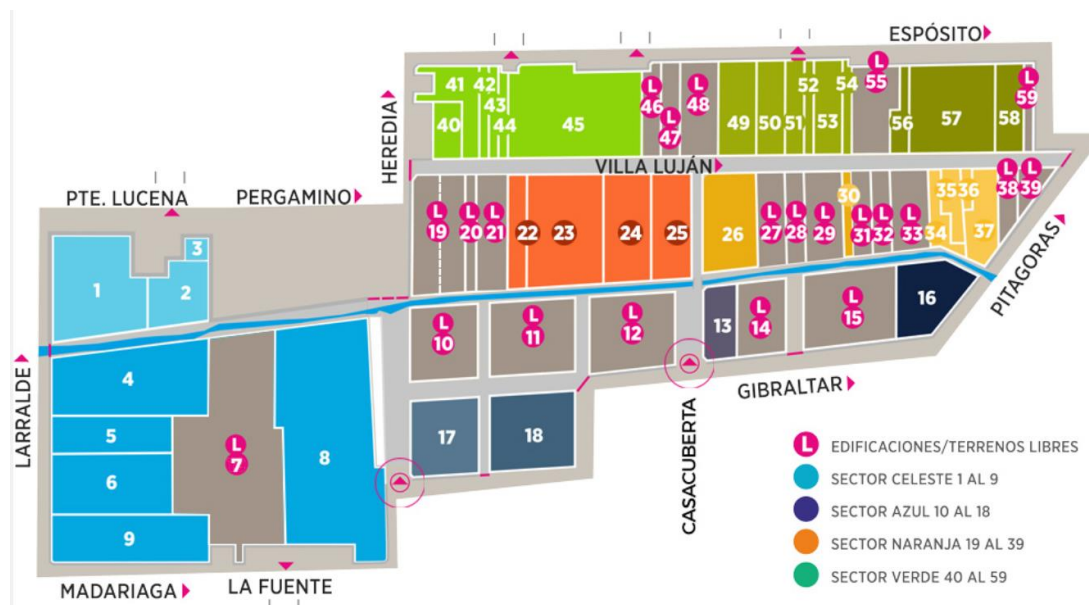 ESPÓSITO
41 42 43 44 40 45 L 46 L 47 L 48 49 50 51 52 53 54 L 55 56 57 58 L 59
HEREDIA
VILLA LUJÁN
PTE. LUCENA
PERGAMINO
L 19 L 20 L 21 22 23 24 25 26 L 27 L 28 L 29 30 L 31 L 32 L 33 34 35 36 37 L 38 L 39
PITAGORAS
1 2 3
L 10 L 11 L 12 13 L 14 L 15 16
LARRALDE
4
5
6
L 7
8
9
17 18
CASACUBERTA
GIBRALTAR
MADARIAGA
LA FUENTE
L EDIFICACIONES/TERRENOS LIBRES
SECTOR CELESTE 1 AL 9
SECTOR AZUL 10 AL 18
SECTOR NARANJA 19 AL 39
SECTOR VERDE 40 AL 59